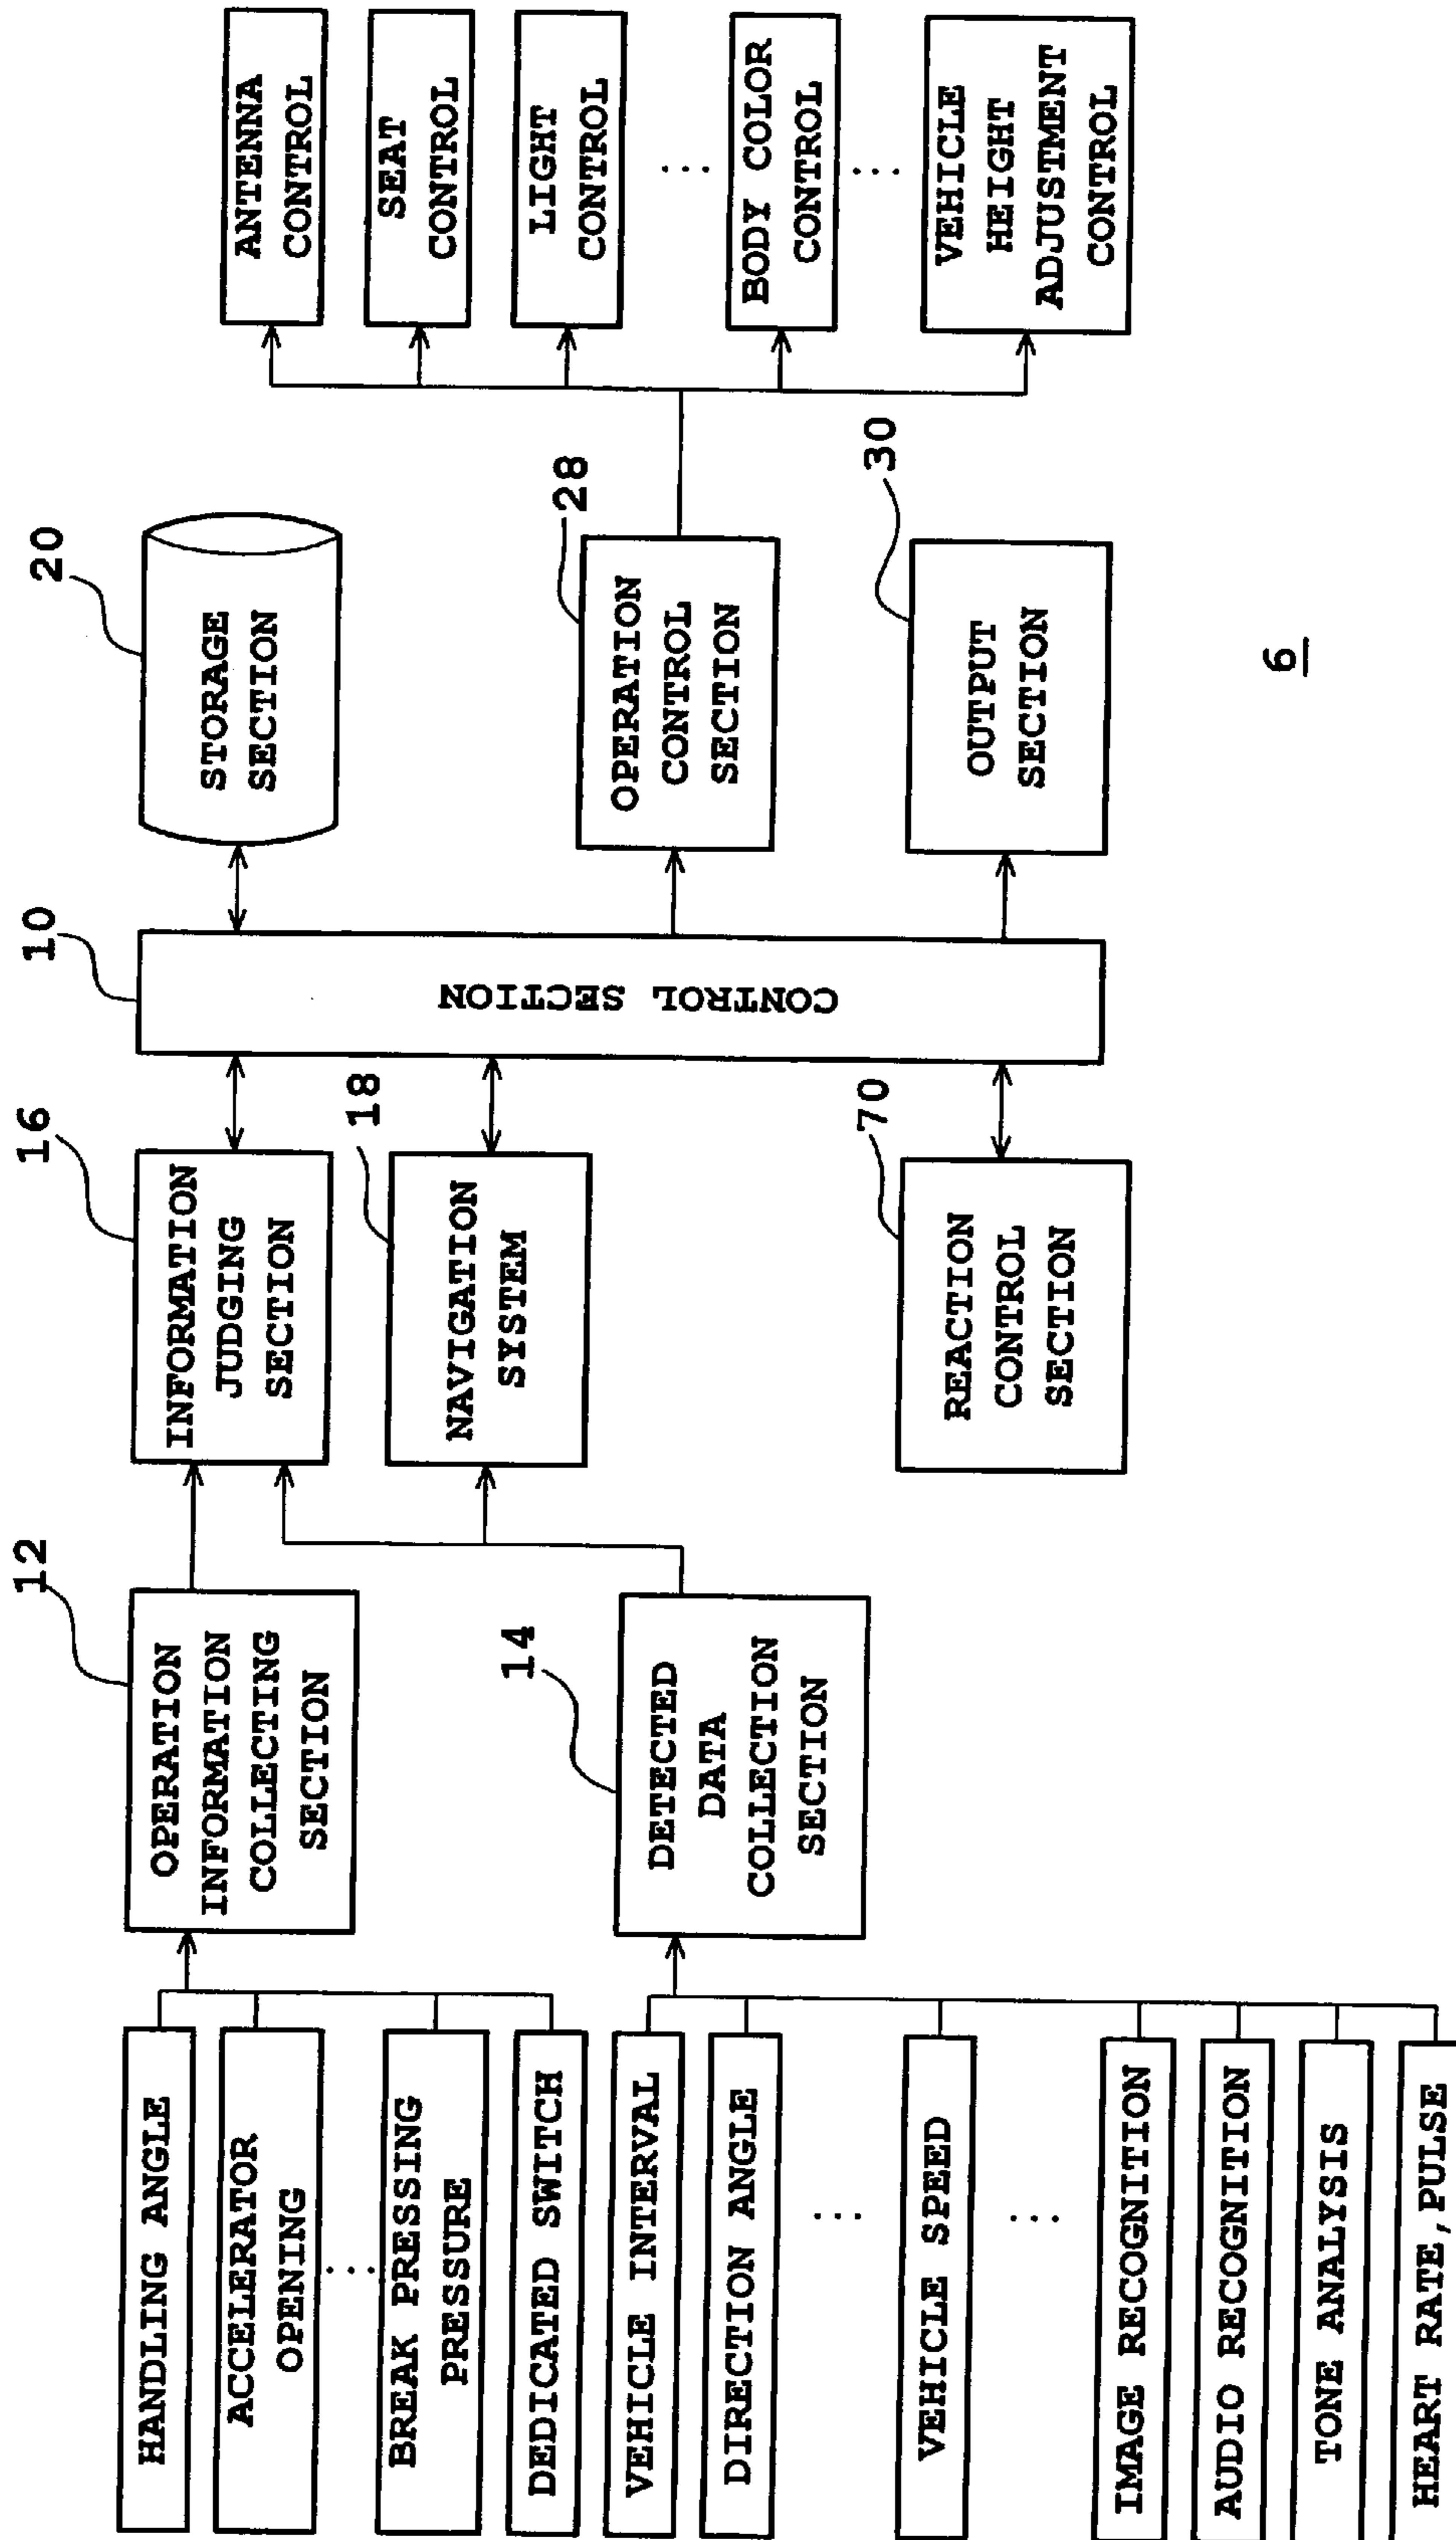 HANDLING ANGLE
ACCELERATOR
OPENING
...
BREAK PRESSING
PRESSURE
DEDICATED SWITCH
VEHICLE INTERVAL
DIRECTION ANGLE
...
VEHICLE SPEED
...
IMAGE RECOGNITION
AUDIO RECOGNITION
TONE ANALYSIS
HEART RATE,PULSE
12
OPERATION
INFORMATION
COLLECTING
SECTION
14
DETECTED
DATA
COLLECTION
SECTION
16
INFORMATION
JUDGING
SECTION
18
NAVIGATION
SYSTEM
70
REACTION
CONTROL
SECTION
10
CONTROL SECTION
20
STORAGE
SECTION
28
OPERATION
CONTROL
SECTION
30
OUTPUT
SECTION
ANTENNA
CONTROL
SEAT
CONTROL
LIGHT
CONTROL
...
BODY COLOR
CONTROL
...
VEHICLE
HEIGHT
ADJUSTMENT
CONTROL
6